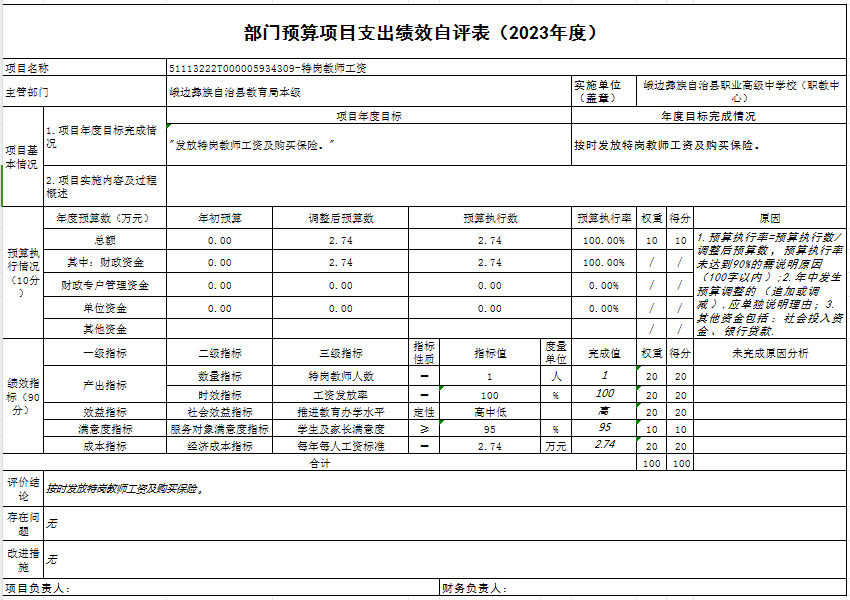 部门预算项目支出绩效自评表（2023年度）
项目名称 51113222T000005934309-特岗教师工资
主管部门 峨边彝族自治县教育局本级 实施单位（盖章） 峨边彝族自治县职业高级中学校（职教中心）
项目基本情况 1.项目年度目标完成情况 项目年度目标 年度目标完成情况
"发放特岗教师工资及购买保险。" 按时发放特岗教师工资及购买保险.
2.项目实施内容及过程概述
预算执行情况（10分） 年度预算数（万元） 年初预算 调整后预算数 预算执行数 预算执行率 权重 得分 原因
总额 0.00 2.74 2.74 100.00% 10 10
其中：财政资金 0.00 2.74 2.74 100.00% / /
财政专户管理资金 0.00 0.00 0.00 0.00% / /
单位资金 0.00 0.00 0.00 0.00% / /
其他资金 / /
1.预算执行率=预算执行数/
调整后预算数，预算执行率
未达到90%的需说明原因
（100字以内）;2.年中发生
预算调整的（追加或调
减）,应单独说明理由；3.
其他资金包括：社会投入资
金、银行贷款.
绩效指标（90分） 一级指标 二级指标 三级指标 指标性质 指标值 度量单位 完成值 权重 得分 未完成原因分析
产出指标 数量指标 特岗教师人数 = 1 人 1 20 20
时效指标 工资发放率 = 100 % 100 20 20
效益指标 社会效益指标 推进教育办学水平 定性 高中低 高 20 20
满意度指标 服务对象满意度指标 学生及家长满意度 ≥ 95 % 95 10 10
成本指标 经济成本指标 每年每人工资标准 = 2.74 万元 2.74 20 20
合计 100 100
评价结论 按时发放特岗教师工资及购买保险。
存在问题 无
改进措施 无
项目负责人： 财务负责人：